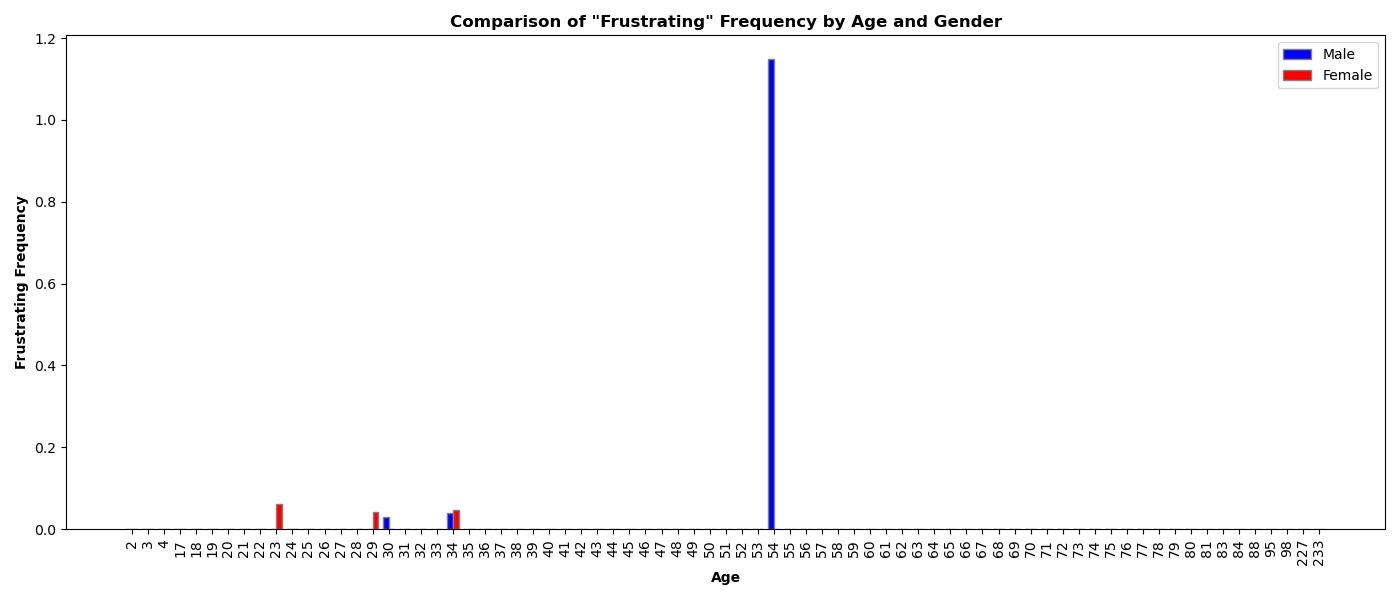 Comparison of "Frustrating" Frequency by Age and Gender
Male
Female
Frustrating Frequency
1.2
1.0
0.8
0.6
0.4
0.2
0.0
2 3 4 17 18 19 20 21 22 23 24 25 26 27 28 29 30 31 32 33 34 35 36 37 38 39 40 41 42 43 44 45 46 47 48 49 50 51 52 53 54 55 56 57 58 59 60 61 62 63 64 65 66 67 68 69 70 71 72 73 74 75 76 77 78 79 80 81 83 84 88 95 98 227 233
Age